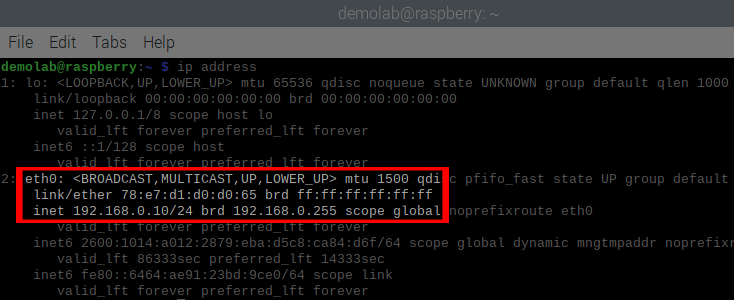 demolab@raspberry: ~
File Edit Tabs Help
demolab@raspberry:~ $ ip address
1: lo: <LOOPBACK,UP,LOWER_UP> mtu 65536 qdisc noqueue state UNKNOWN group default qlen 1000
link/loopback 00:00:00:00:00:00 brd 00:00:00:00:00:00
inet 127.0.0.1/8 scope host lo
valid_lft forever preferred_lft forever
inet6 ::1/128 scope host
valid_lft forever preferred_lft forever
2: eth0: <BROADCAST,MULTICAST,UP,LOWER_UP> mtu 1500 qdisc pfifo_fast state UP group default
link/ether 78:e7:d1:d0:d0:65 brd ff:ff:ff:ff:ff:ff
inet 192.168.0.10/24 brd 192.168.0.255 scope global noprefixroute eth0
valid_lft forever preferred_lft forever
inet6 2600:1014:a012:2879:eba:d5c8:ca84:d6f/64 scope global dynamic mngtmpaddr noprefixr
valid_lft 86333sec preferred_lft 14333sec
inet6 fe80::6464:ae91:23bd:9ce0/64 scope link
valid_lft forever preferred_lft forever